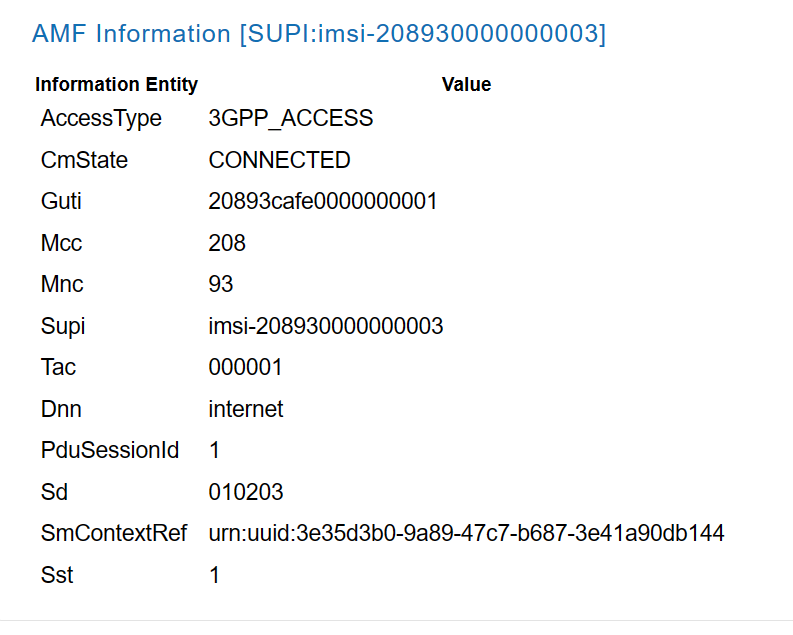 AMF Information [SUPI:imsi-208930000000003]
Information Entity Value
AccessType 3GPP_ACCESS
CmState CONNECTED
Guti 20893cafe0000000001
Mcc 208
Mnc 93
Supi imsi-208930000000003
Tac 000001
Dnn internet
PduSessionId 1
Sd 010203
SmContextRef urn:uuid:3e35d3b0-9a89-47c7-b687-3e41a90db144
Sst 1